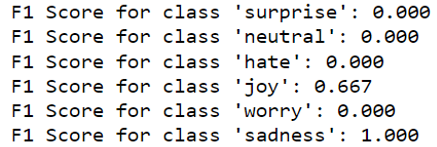 F1 Score for class 'surprise': 0.000
F1 Score for class 'neutral': 0.000
F1 Score for class 'hate': 0.000
F1 Score for class 'joy': 0.667
F1 Score for class 'worry': 0.000
F1 Score for class 'sadness': 1.000